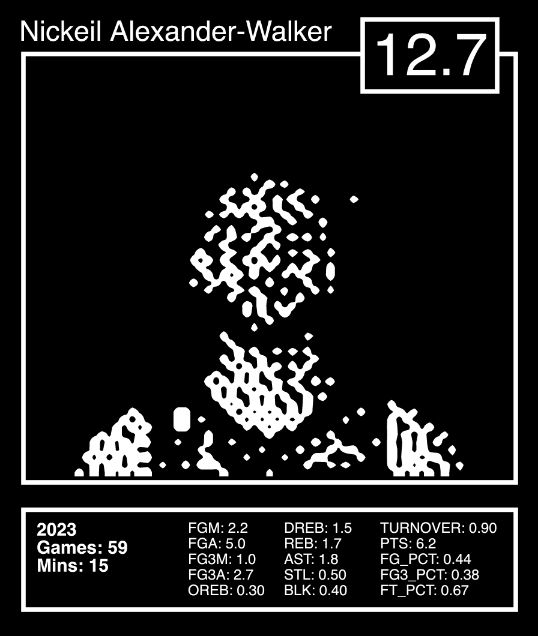 Nickeil Alexander-Walker
12.7
2023
Games: 59
Mins: 15
FGM: 2.2
FGA: 5.0
FG3M: 1.0
FG3A: 2.7
OREB: 0.30
DREB: 1.5
REB: 1.7
AST: 1.8
STL: 0.50
BLK: 0.40
TURNOVER: 0.90
PTS: 6.2
FG_PCT: 0.44
FG3_PCT: 0.38
FT_PCT: 0.67